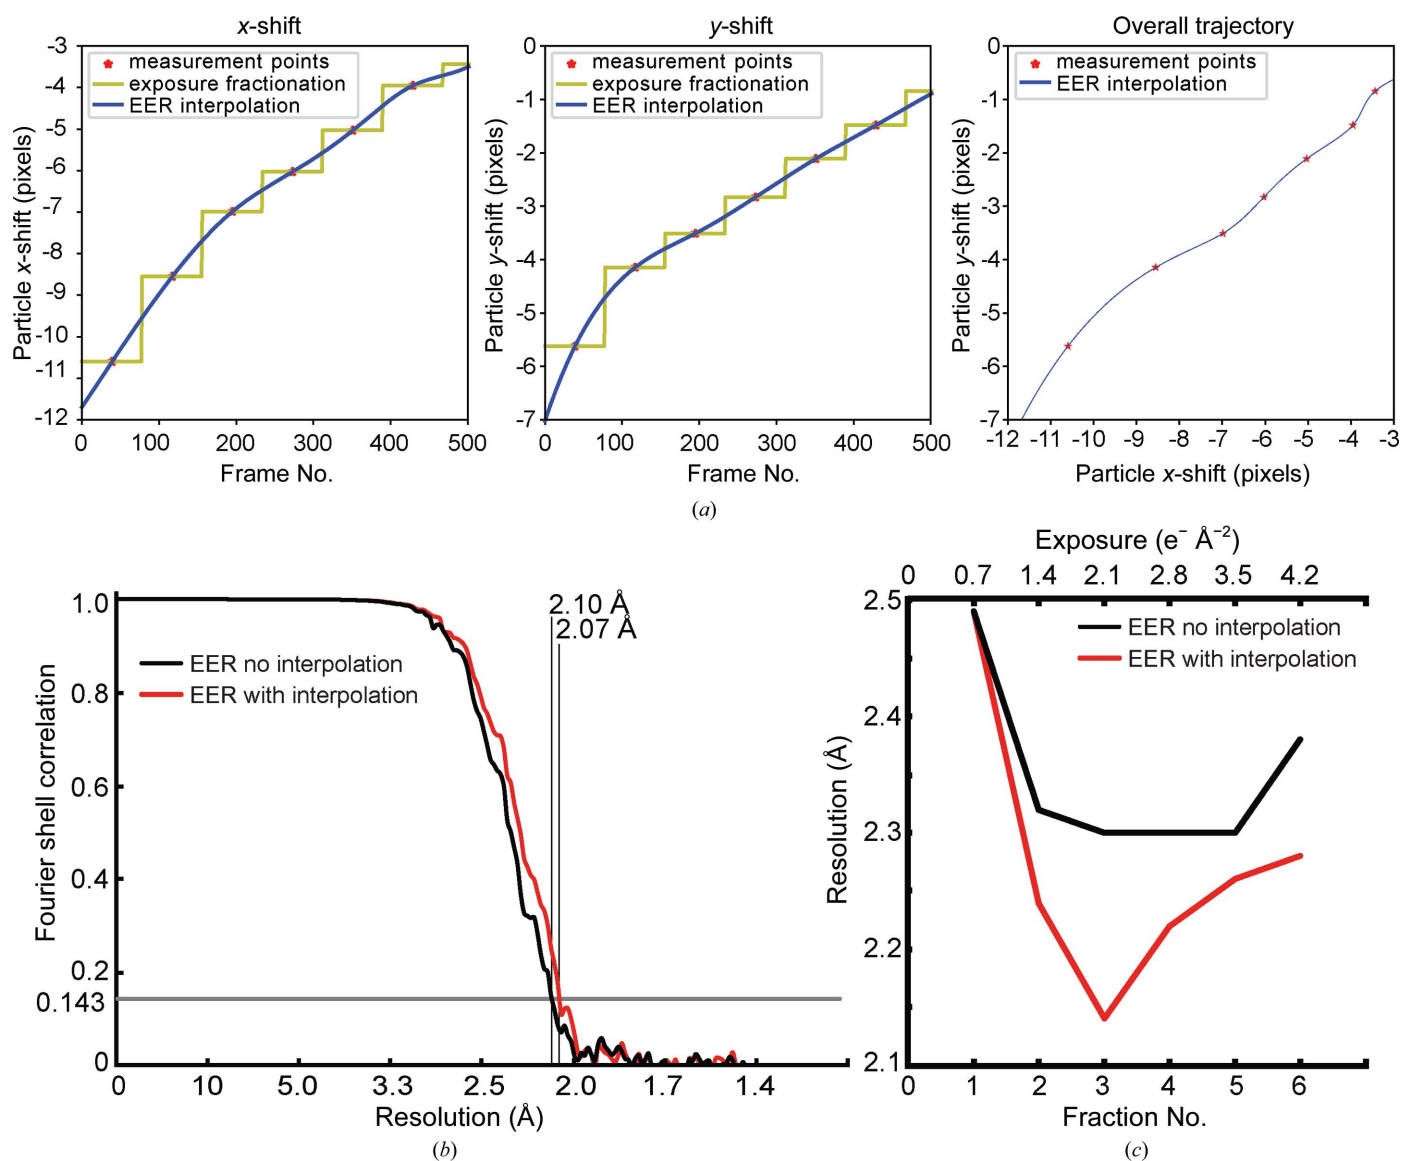 x-shift
-3
-4
-5
-6
-7
-8
-9
-10
-11
-12
Particle x-shift (pixels)
measurement points
exposure fractionation
EER interpolation
0 100 200 300 400 500
Frame No.
y-shift
0
-1
-2
-3
-4
-5
-6
-7
Particle y-shift (pixels)
measurement points
exposure fractionation
EER interpolation
0 100 200 300 400 500
Frame No.
Overall trajectory
0
-1
-2
-3
-4
-5
-6
-7
Particle y-shift (pixels)
measurement points
EER interpolation
-12 -11 -10 -9 -8 -7 -6 -5 -4 -3
Particle x-shift (pixels)
(a)
1.0
0.8
0.6
0.4
0.2
0.143
0
Fourier shell correlation
2.10 Å
2.07 Å
EER no interpolation
EER with interpolation
0 10 5.0 3.3 2.5 2.0 1.7 1.4
Resolution (Å)
(b)
Exposure (e⁻ Å⁻²)
0 0.7 1.4 2.1 2.8 3.5 4.2
2.5
2.4
2.3
2.2
2.1
Resolution (Å)
EER no interpolation
EER with interpolation
0 1 2 3 4 5 6
Fraction No.
(c)